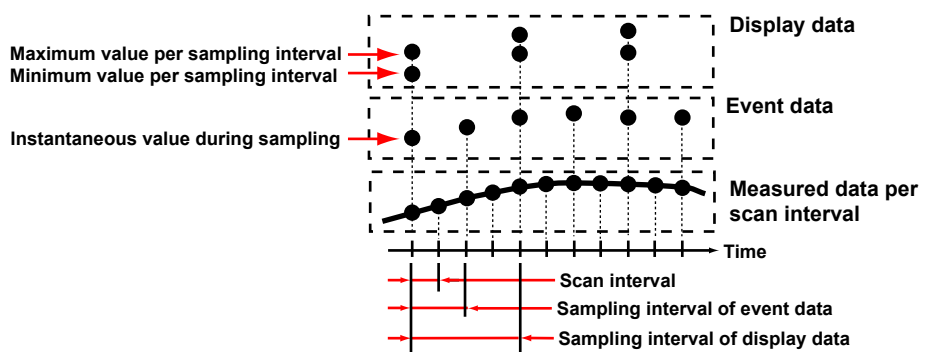 Display data
Maximum value per sampling interval
Minimum value per sampling interval
Event data
Instantaneous value during sampling
Measured data per
scan interval
Time
Scan interval
Sampling interval of event data
Sampling interval of display data